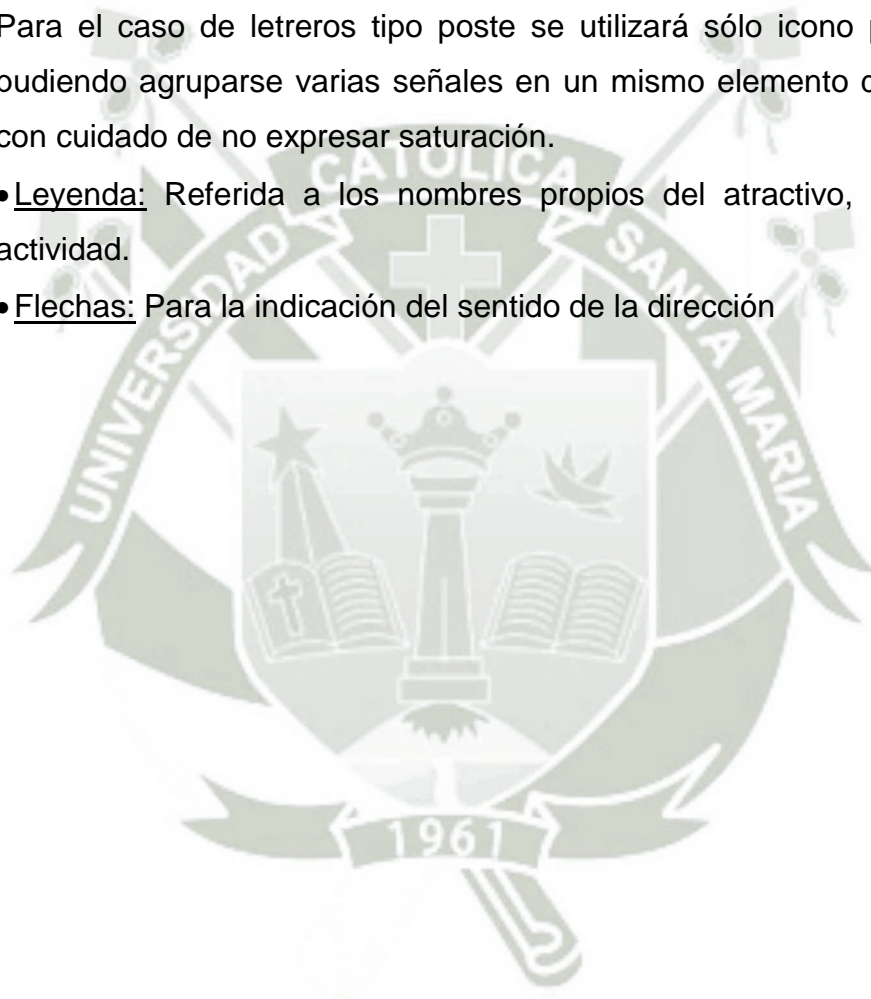 Para el caso de letreros tipo poste se utilizará sólo icono
pudiendo agruparse varias señales en un mismo elemento
con cuidado de no expresar saturación.
• Leyenda: Referida a los nombres propios del atractivo,
actividad.
• Flechas: Para la indicación del sentido de la dirección
UNIVERSIDAD CATOLICA SANTA MARIA
1961